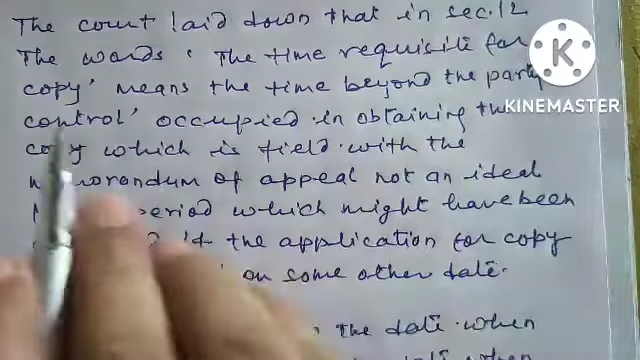 The court laid down that in sec. 12
The words 'The time requisite for
copy' means the time beyond the party
control' occupied in obtaining the
copy which is field with the
of appeal not an ideal
period which might have been
if the application for copy
on some other date.
the date when
K
KINEMASTER